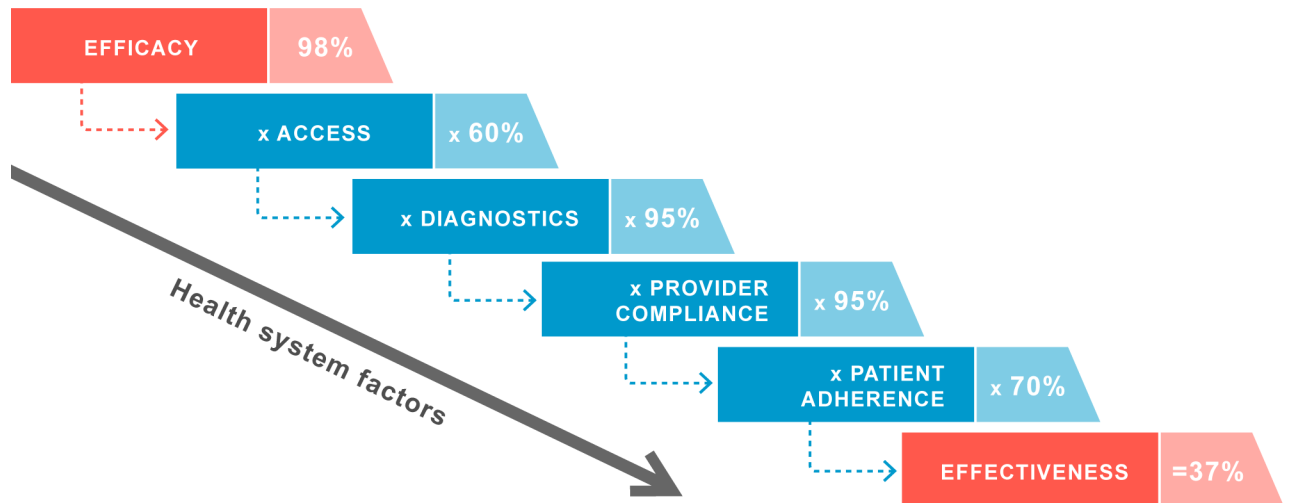 EFFICACY 98%
x ACCESS x 60%
x DIAGNOSTICS x 95%
x PROVIDER
COMPLIANCE x 95%
x PATIENT
ADHERENCE x 70%
EFFECTIVENESS =37%
Health system factors